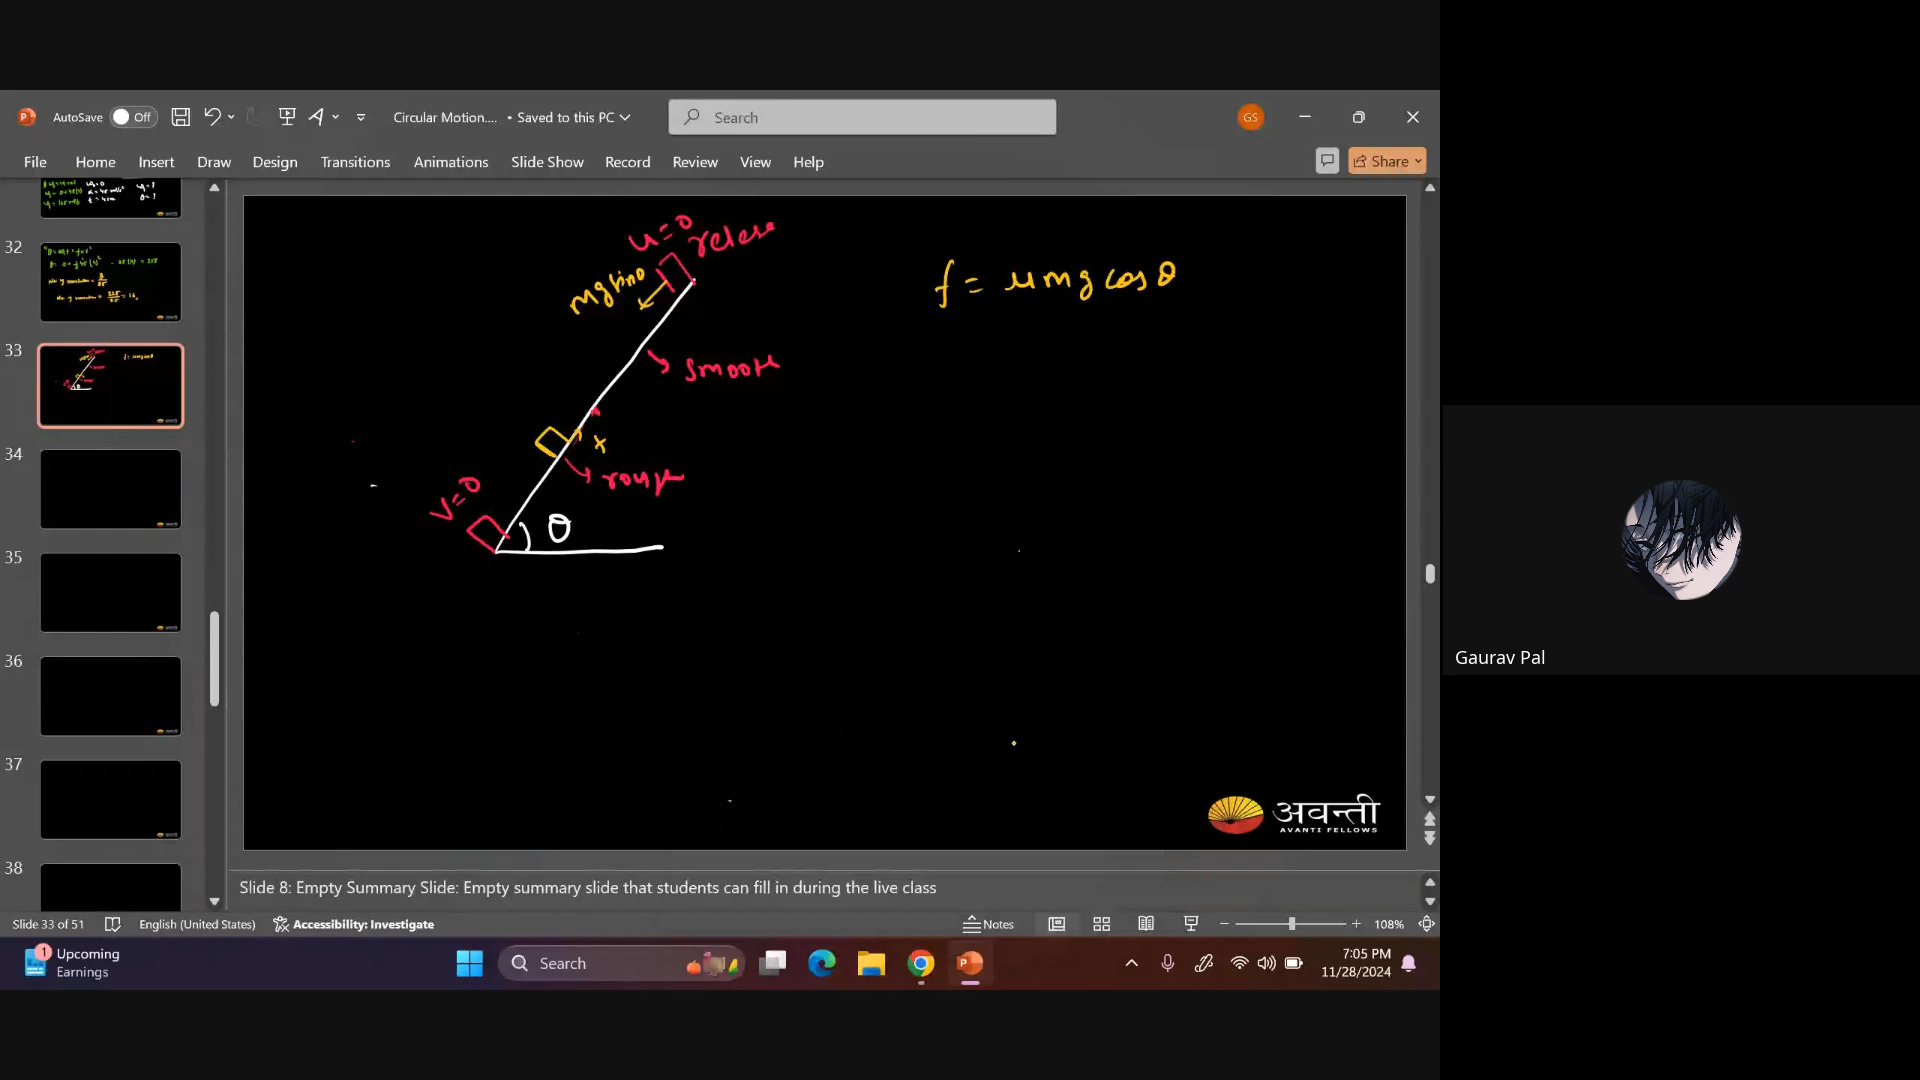 AutoSave Off Circular Motion.... • Saved to this PC Search GS
File Home Insert Draw Design Transitions Animations Slide Show Record Review View Help Share
32
33
34
35
36
37
38
u=0 release
mg sinθ
f = μmg cosθ
smooth
rough
v=0
θ
Gaurav Pal
अवन्ती
AVANTI FELLOWS
Slide 8: Empty Summary Slide: Empty summary slide that students can fill in during the live class
Slide 33 of 51 English (United States) Accessibility: Investigate Notes 108%
1 Upcoming
Earnings
Search
7:05 PM
11/28/2024